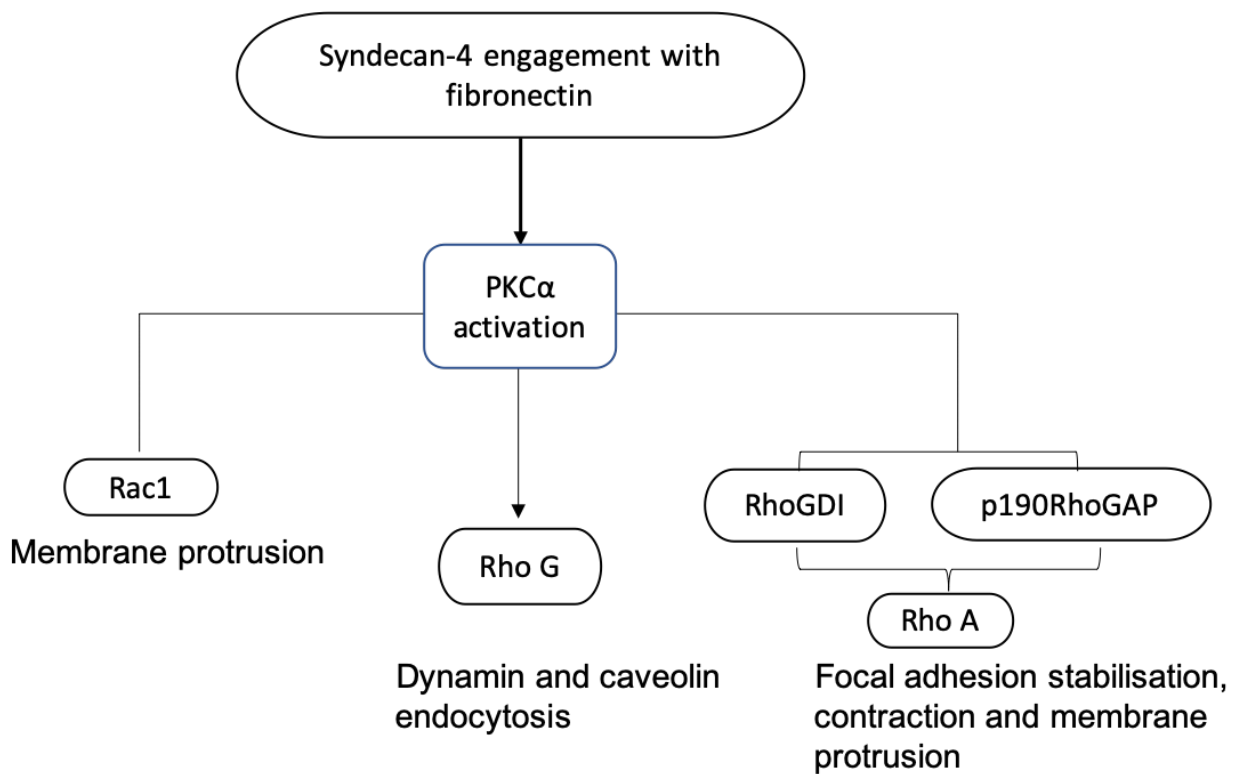 Syndecan-4 engagement with
fibronectin
PKCα
activation
Rac1
Membrane protrusion
Rho G
Dynamin and caveolin
endocytosis
RhoGDI
p190RhoGAP
Rho A
Focal adhesion stabilisation,
contraction and membrane
protrusion